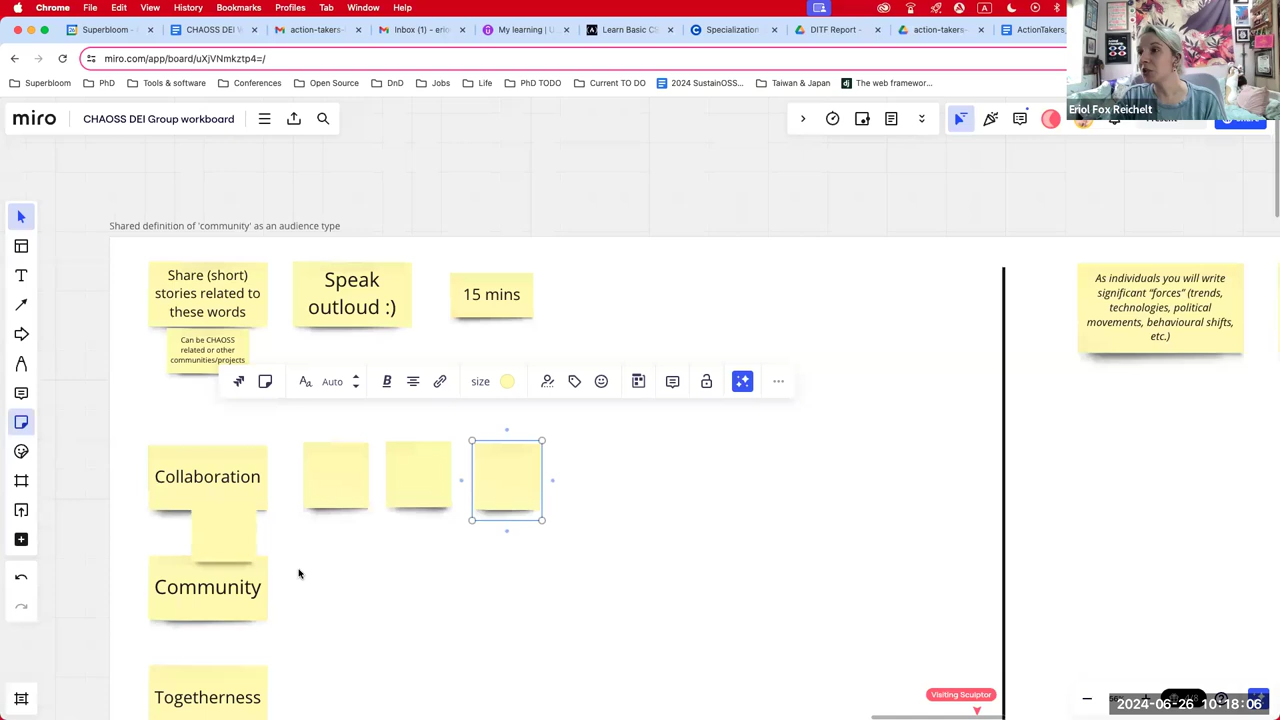 Chrome File Edit View History Bookmarks Profiles Tab Window Help
Superbloom -
CHAOSS DEI W
action-takers-
Inbox (1) - erio
My learning | U
Learn Basic CS
Specialization
DITF Report -
action-takers-
ActionTakers_
miro.com/app/board/uXjVNmkztp4=/
Superbloom PhD Tools & software Conferences Open Source DnD Jobs Life PhD TODO Current TO DO 2024 SustainOSS... Taiwan & Japan The web framewor...
Eriol Fox Reichelt
miro CHAOSS DEI Group workboard
Shared definition of 'community' as an audience type
Share (short)
stories related to
these words
Speak
outloud :)
15 mins
Can be CHAOSS
related or other
communities/projects
As individuals you will write
significant “forces” (trends,
technologies, political
movements, behavioural shifts,
etc.)
Auto size
Collaboration
Community
Togetherness
Visiting Sculptor
2024-06-26 10:18:06